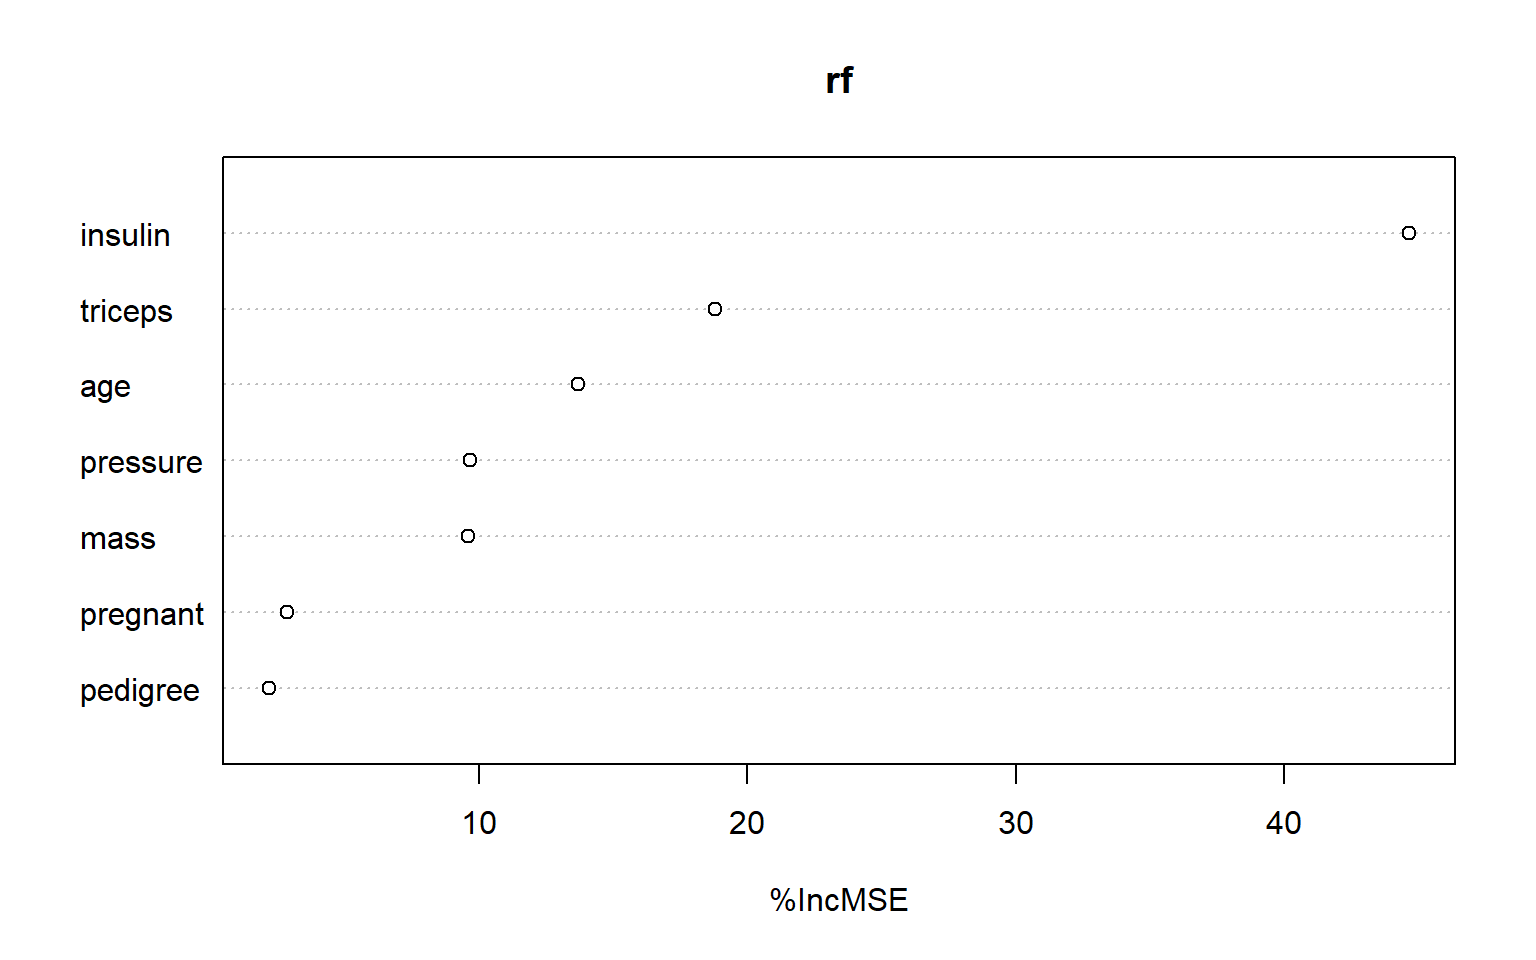 rf
insulin
triceps
age
pressure
mass
pregnant
pedigree
10 20 30 40
%IncMSE